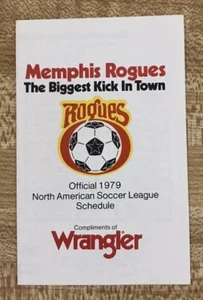 Memphis Rogues
The Biggest Kick In Town
Rogues
Official 1979
North American Soccer League
Schedule
Compliments of
Wrangler